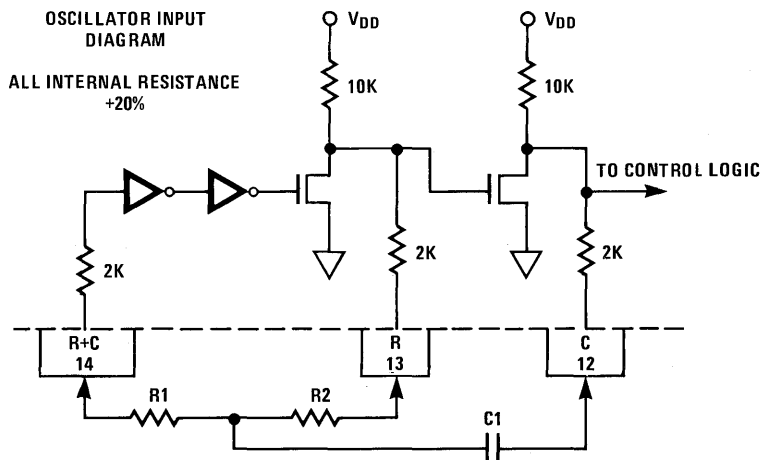 OSCILLATOR INPUT
DIAGRAM
ALL INTERNAL RESISTANCE
+20%
VDD
VDD
10K
10K
TO CONTROL LOGIC
2K
2K
2K
R+C
14
R
13
C
12
R1
R2
C1